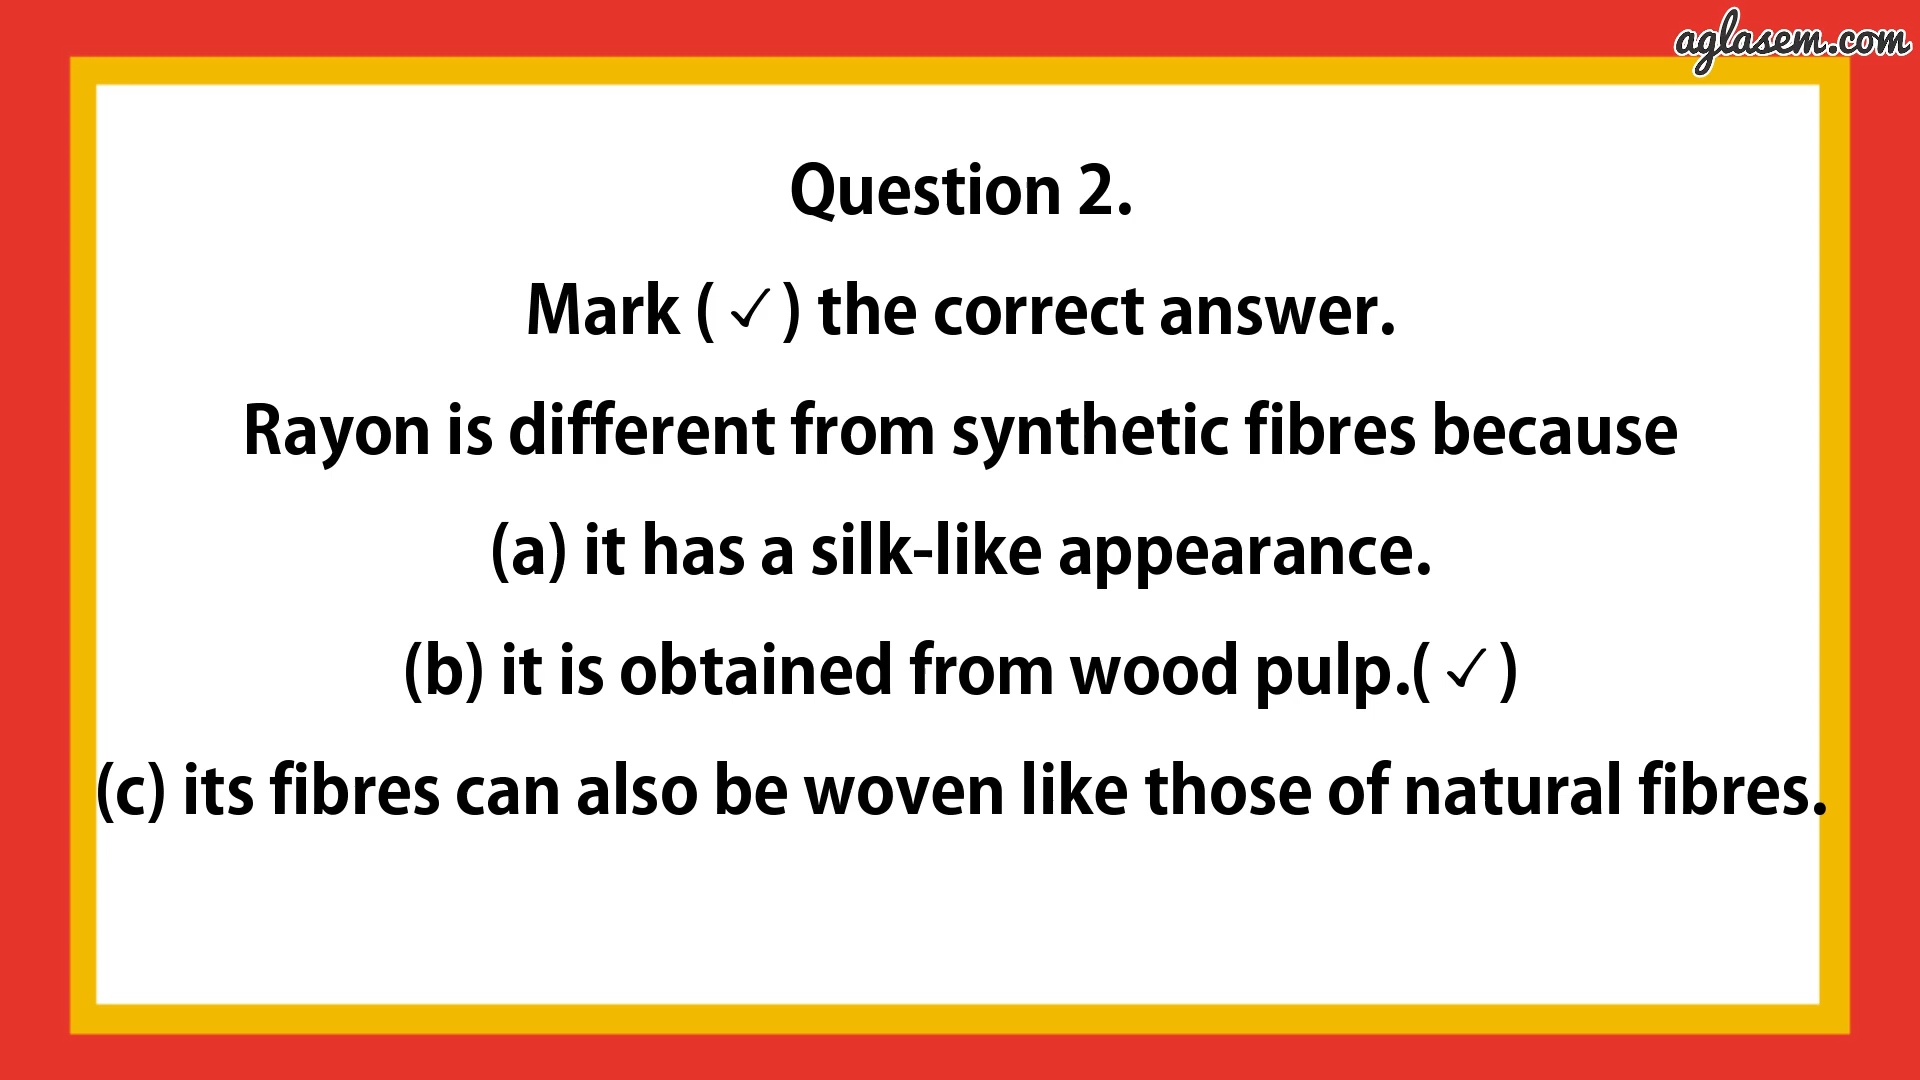 aglasem.com
Question 2.
Mark (✓) the correct answer.
Rayon is different from synthetic fibres because
(a) it has a silk-like appearance.
(b) it is obtained from wood pulp.(✓)
(c) its fibres can also be woven like those of natural fibres.